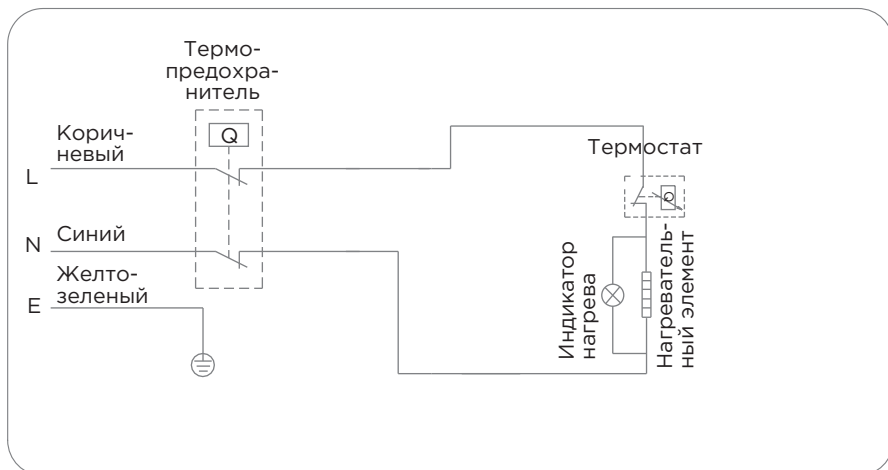 Термо-
предохра-
нитель
Q
Корич-
невый
L
Термостат
Q
N
Синий
Желто-
зеленый
E
Индикатор
нагрева
Нагреватель-
ный элемент